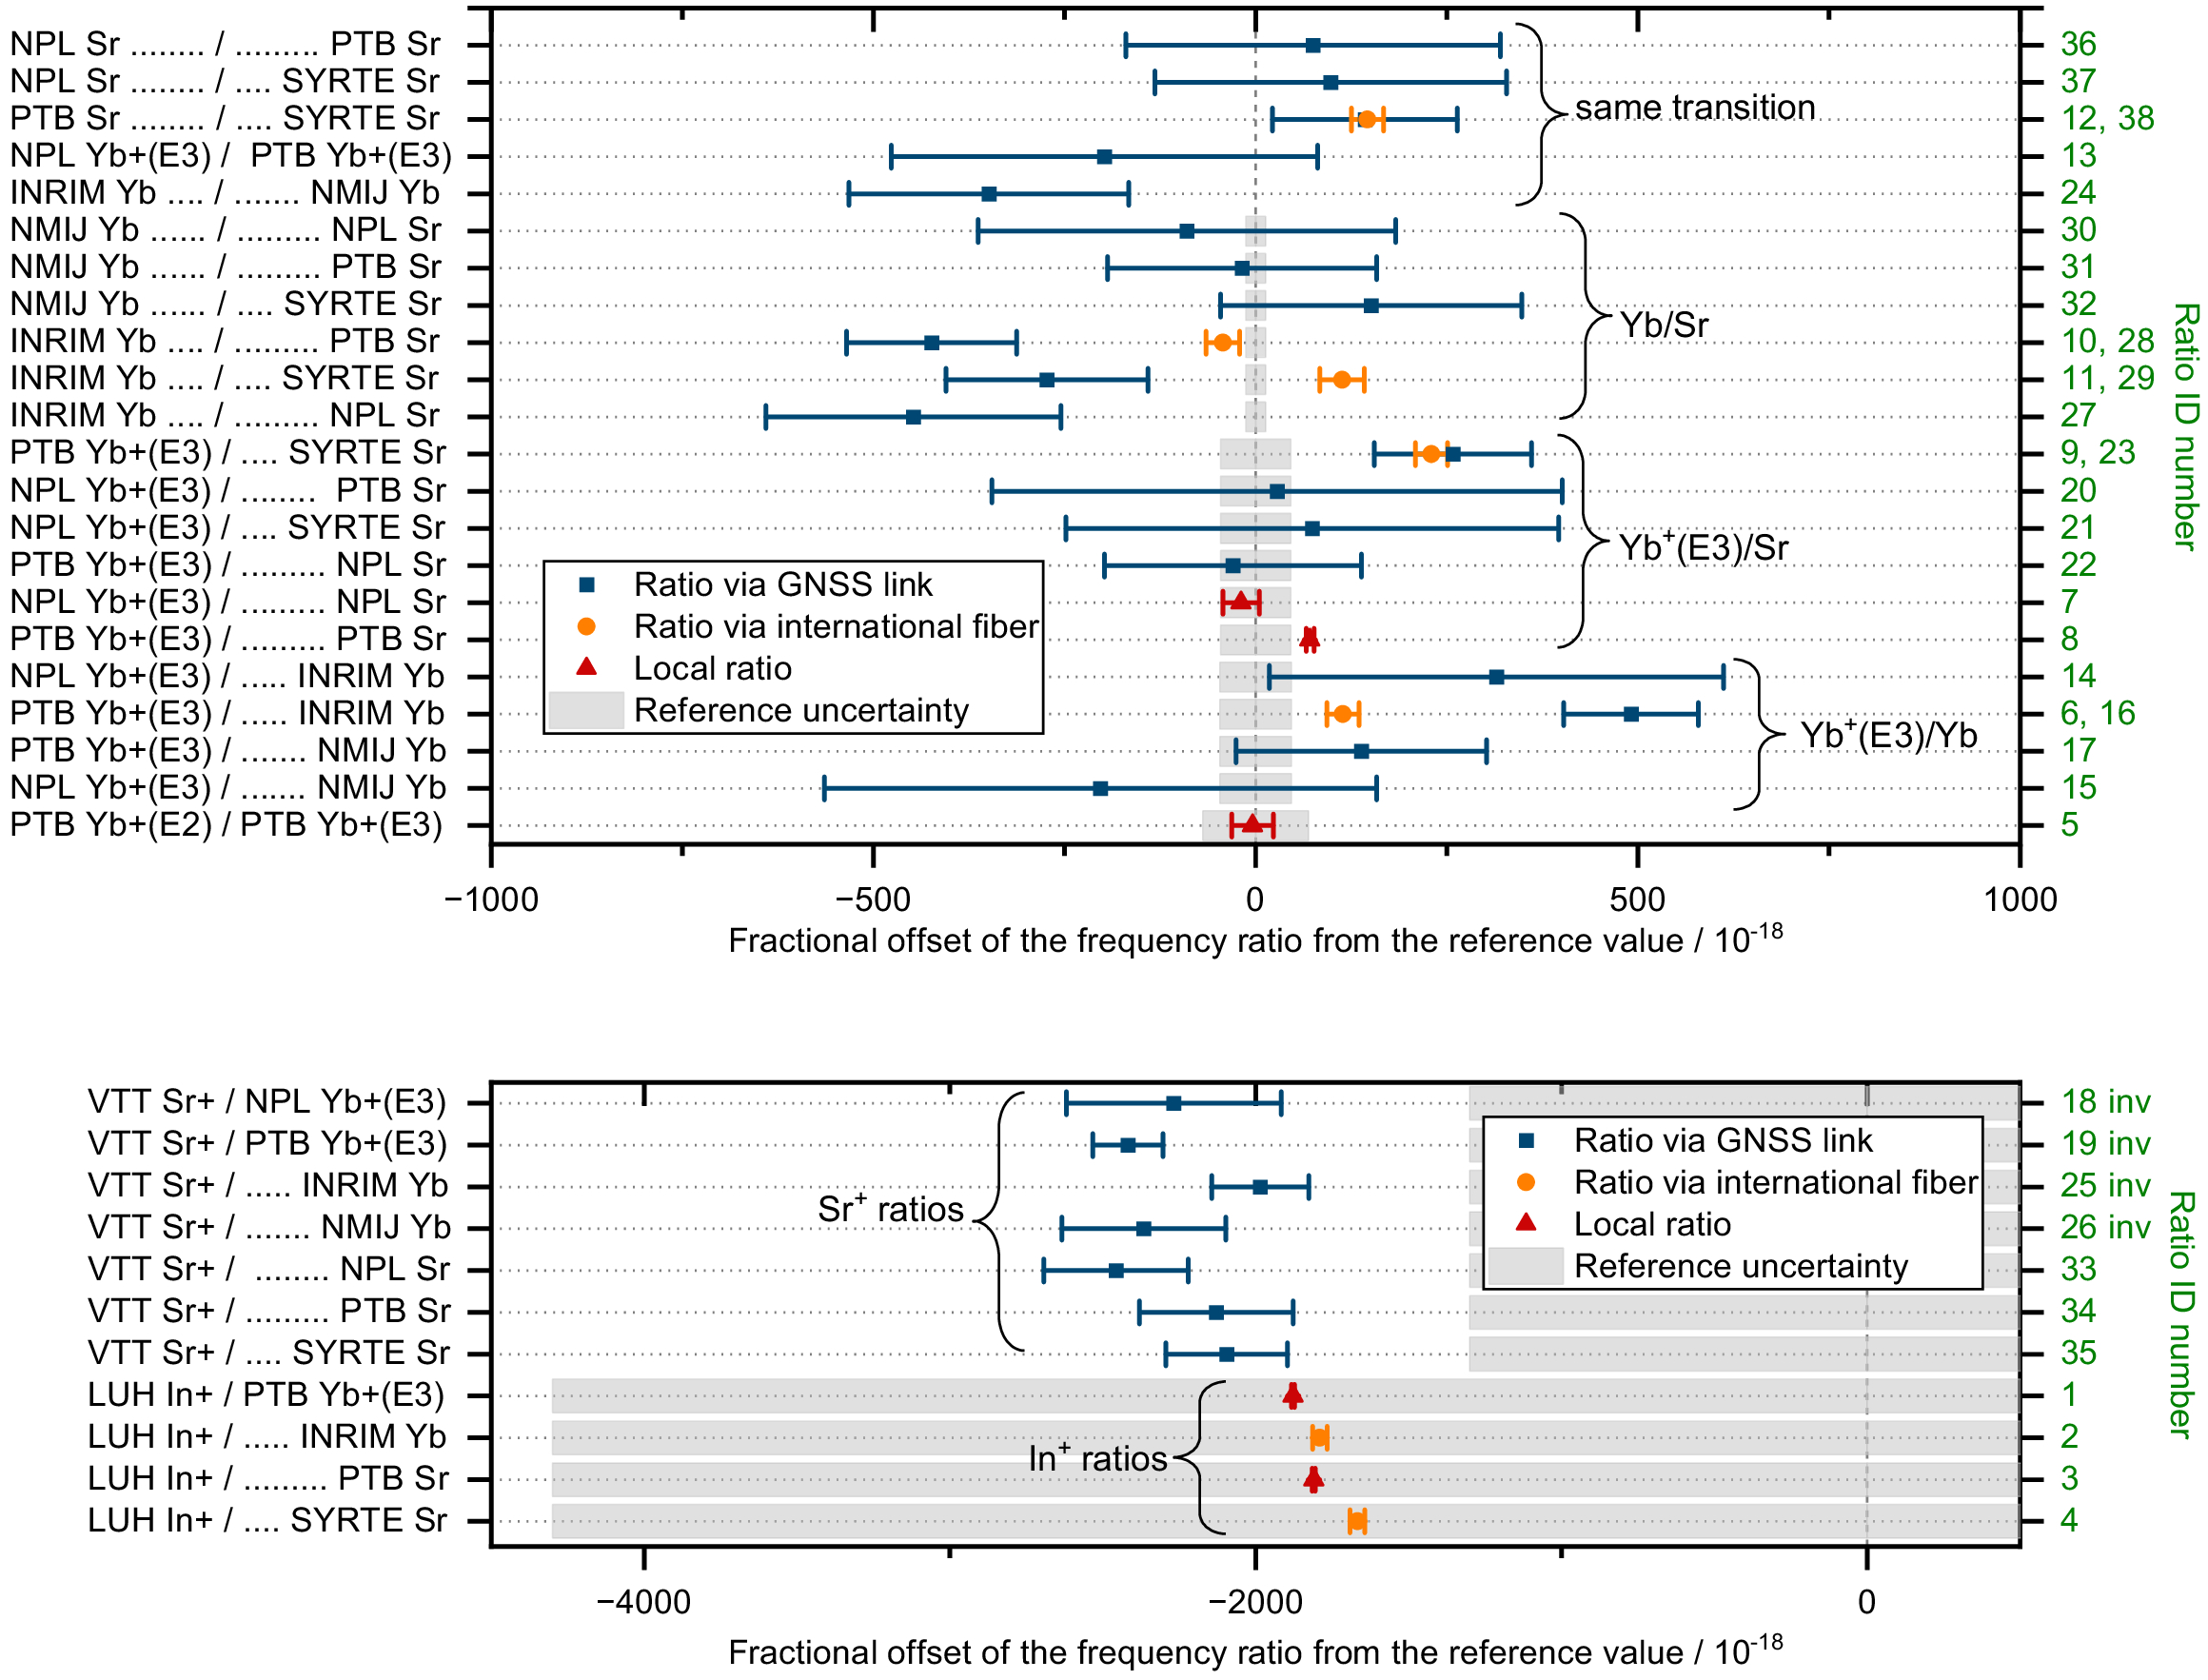 NPL Sr ........ / ......... PTB Sr 36
NPL Sr ........ / .... SYRTE Sr 37
PTB Sr ........ / .... SYRTE Sr 12, 38
same transition
NPL Yb+(E3) / PTB Yb+(E3) 13
INRIM Yb .... / ....... NMIJ Yb 24
NMIJ Yb ...... / ......... NPL Sr 30
NMIJ Yb ...... / ......... PTB Sr 31
NMIJ Yb ...... / .... SYRTE Sr 32
Yb/Sr
INRIM Yb .... / ......... PTB Sr 10, 28
INRIM Yb .... / .... SYRTE Sr 11, 29
INRIM Yb .... / ......... NPL Sr 27
PTB Yb+(E3) / .... SYRTE Sr 9, 23
NPL Yb+(E3) / ........ PTB Sr 20
NPL Yb+(E3) / .... SYRTE Sr 21
Yb⁺(E3)/Sr
PTB Yb+(E3) / ......... NPL Sr 22
NPL Yb+(E3) / ......... NPL Sr 7
PTB Yb+(E3) / ......... PTB Sr 8
NPL Yb+(E3) / ..... INRIM Yb 14
PTB Yb+(E3) / ..... INRIM Yb 6, 16
Yb⁺(E3)/Yb
PTB Yb+(E3) / ....... NMIJ Yb 17
NPL Yb+(E3) / ....... NMIJ Yb 15
PTB Yb+(E2) / PTB Yb+(E3) 5
Ratio via GNSS link
Ratio via international fiber
Local ratio
Reference uncertainty
Ratio ID number
−1000 −500 0 500 1000
Fractional offset of the frequency ratio from the reference value / 10⁻¹⁸
VTT Sr+ / NPL Yb+(E3) 18 inv
VTT Sr+ / PTB Yb+(E3) 19 inv
VTT Sr+ / ..... INRIM Yb 25 inv
Sr⁺ ratios
VTT Sr+ / ....... NMIJ Yb 26 inv
VTT Sr+ / ........ NPL Sr 33
VTT Sr+ / ......... PTB Sr 34
VTT Sr+ / .... SYRTE Sr 35
LUH In+ / PTB Yb+(E3) 1
LUH In+ / ..... INRIM Yb 2
In⁺ ratios
LUH In+ / ......... PTB Sr 3
LUH In+ / .... SYRTE Sr 4
Ratio via GNSS link
Ratio via international fiber
Local ratio
Reference uncertainty
Ratio ID number
−4000 −2000 0
Fractional offset of the frequency ratio from the reference value / 10⁻¹⁸